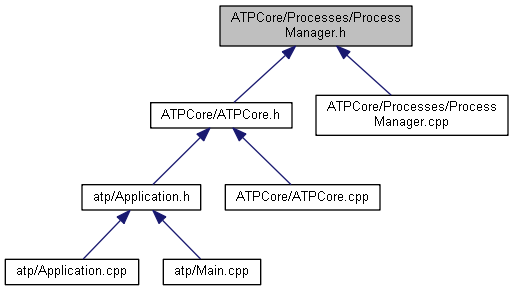 ATPCore/Processes/Process
Manager.h
ATPCore/ATPCore.h
ATPCore/Processes/Process
Manager.cpp
atp/Application.h
ATPCore/ATPCore.cpp
atp/Application.cpp
atp/Main.cpp